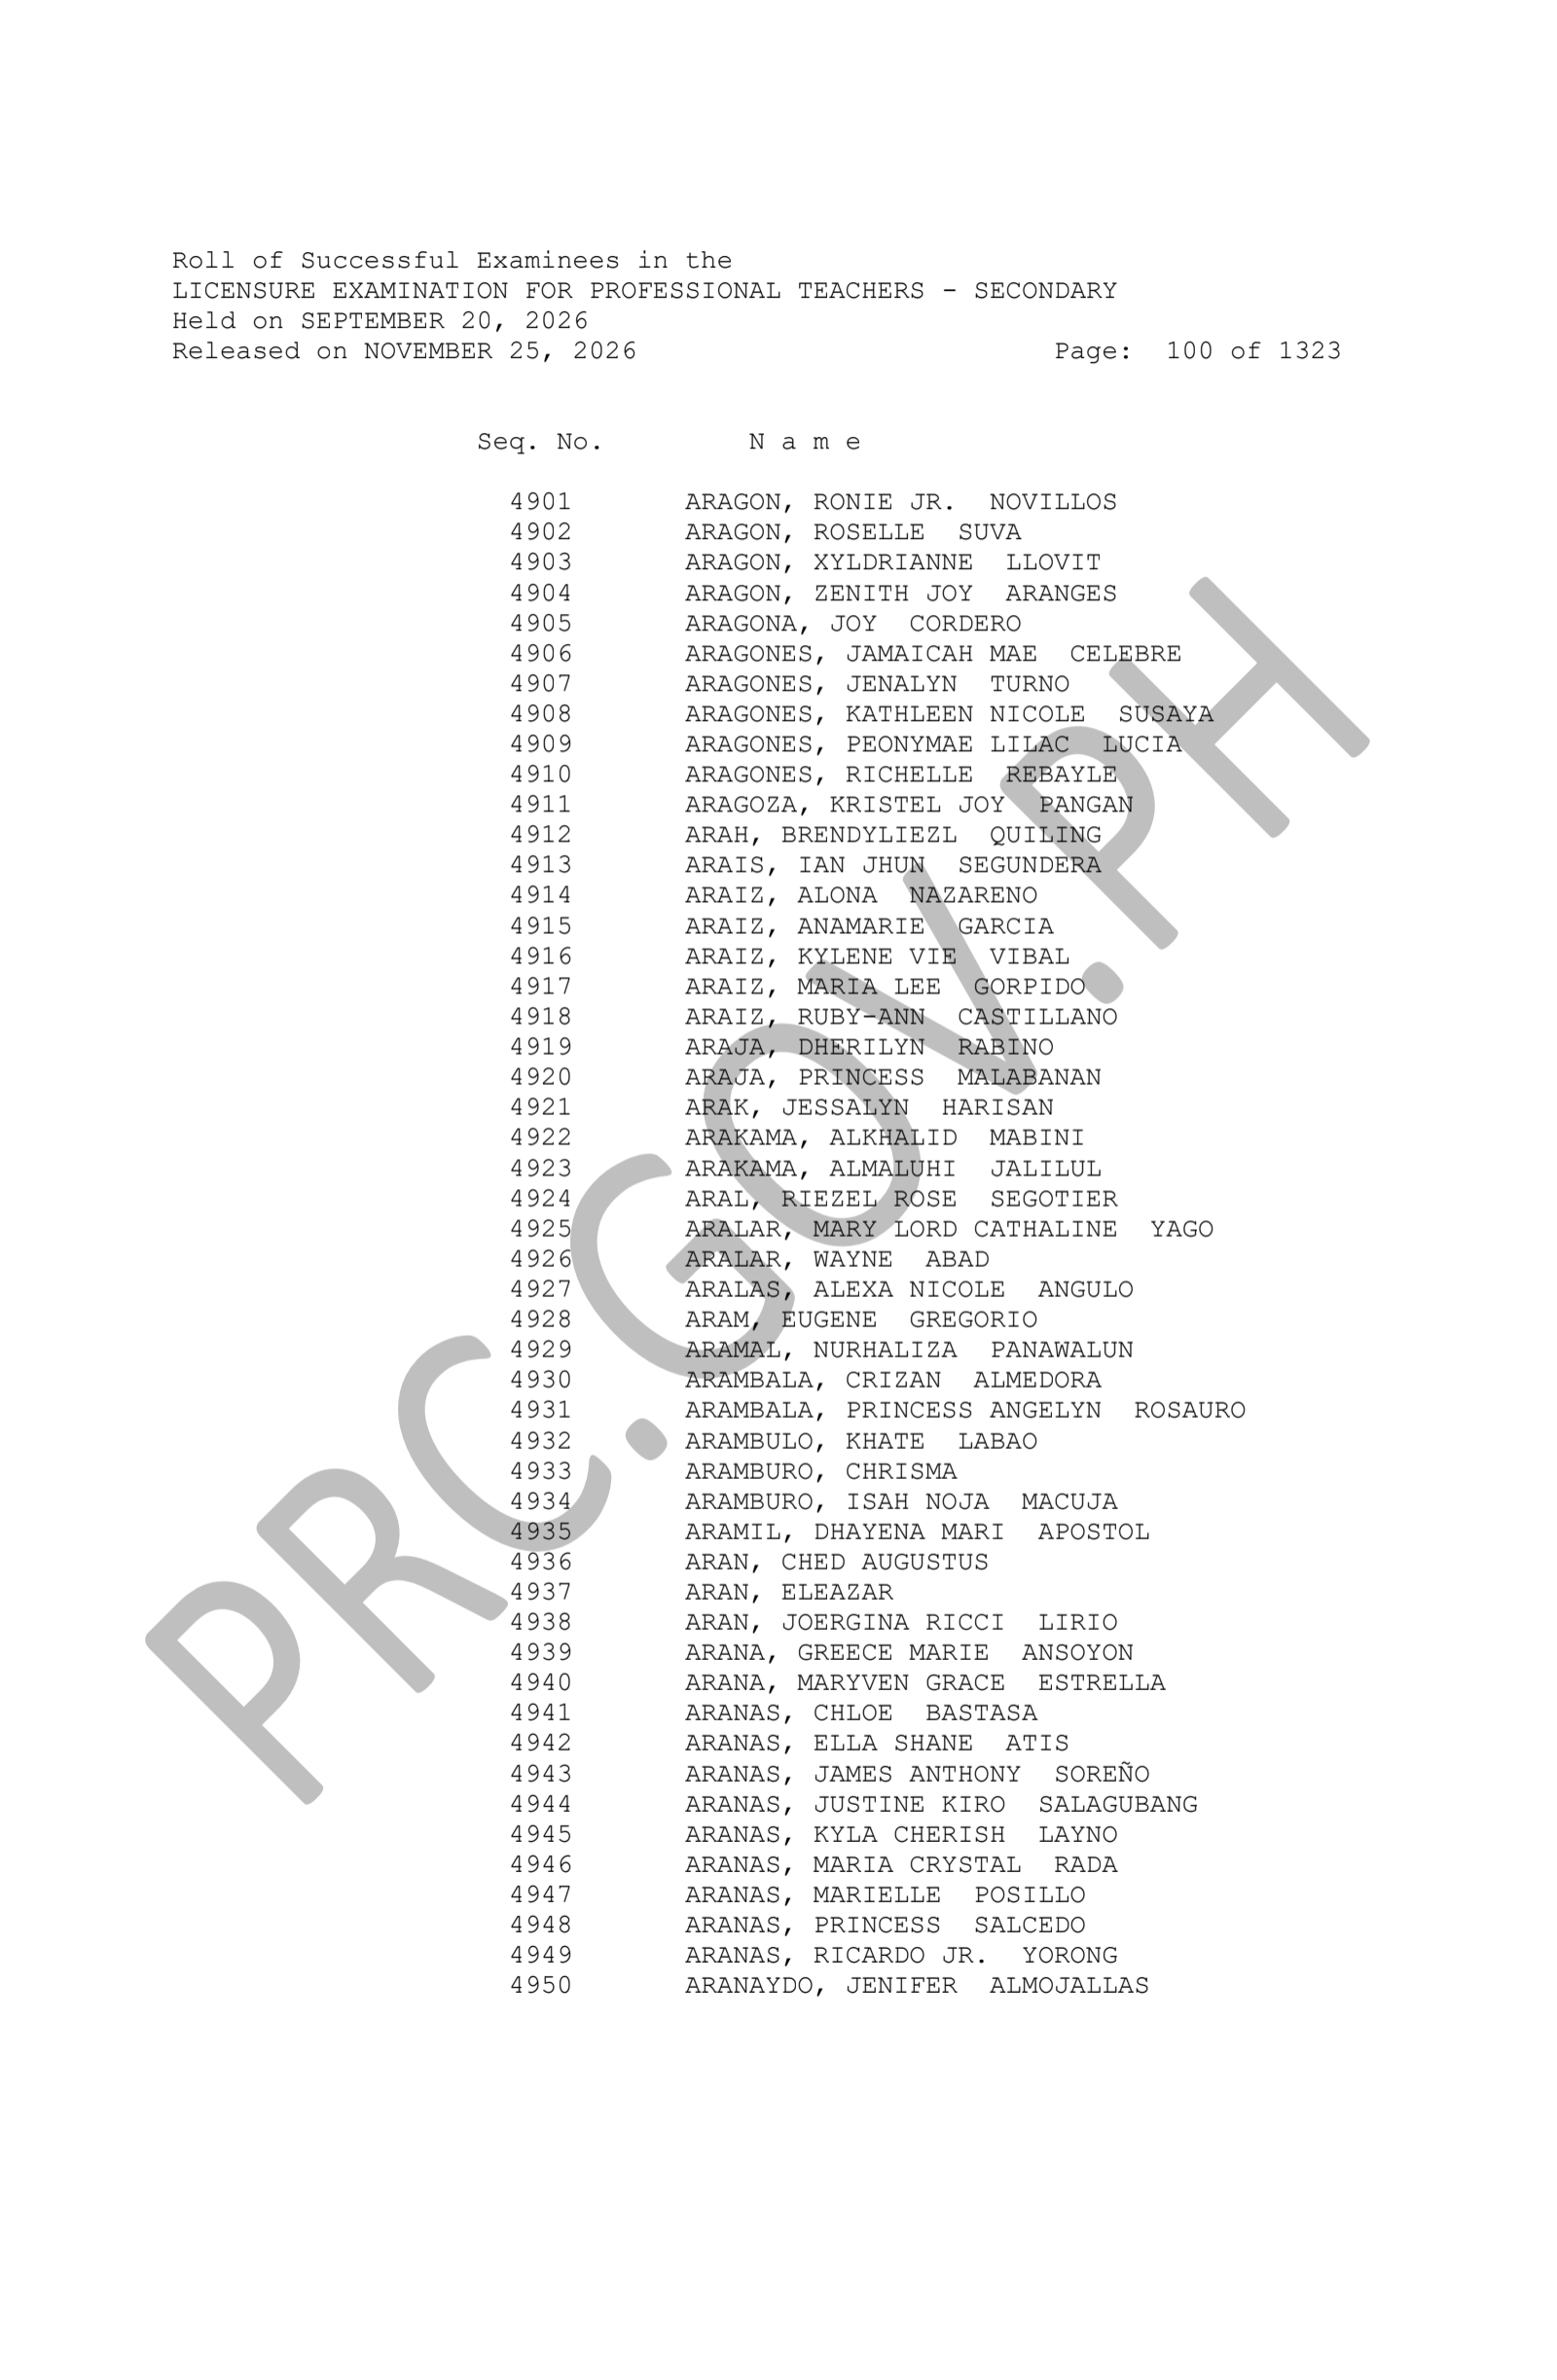 Roll of Successful Examinees in the
LICENSURE EXAMINATION FOR PROFESSIONAL TEACHERS - SECONDARY
Held on SEPTEMBER 20, 2026
Released on NOVEMBER 25, 2026 Page: 100 of 1323
Seq. No. N a m e
4901 ARAGON, RONIE JR. NOVILLOS
4902 ARAGON, ROSELLE SUVA
4903 ARAGON, XYLDRIANNE LLOVIT
4904 ARAGON, ZENITH JOY ARANGES
4905 ARAGONA, JOY CORDERO
4906 ARAGONES, JAMAICAH MAE CELEBRE
4907 ARAGONES, JENALYN TURNO
4908 ARAGONES, KATHLEEN NICOLE SUSAYA
4909 ARAGONES, PEONYMAE LILAC LUCIA
4910 ARAGONES, RICHELLE REBAYLE
4911 ARAGOZA, KRISTEL JOY PANGAN
4912 ARAH, BRENDYLIEZL QUILING
4913 ARAIS, IAN JHUN SEGUNDERA
4914 ARAIZ, ALONA NAZARENO
4915 ARAIZ, ANAMARIE GARCIA
4916 ARAIZ, KYLENE VIE VIBAL
4917 ARAIZ, MARIA LEE GORPIDO
4918 ARAIZ, RUBY-ANN CASTILLANO
4919 ARAJA, DHERILYN RABINO
4920 ARAJA, PRINCESS MALABANAN
4921 ARAK, JESSALYN HARISAN
4922 ARAKAMA, ALKHALID MABINI
4923 ARAKAMA, ALMALUHI JALILUL
4924 ARAL, RIEZEL ROSE SEGOTIER
4925 ARALAR, MARY LORD CATHALINE YAGO
4926 ARALAR, WAYNE ABAD
4927 ARALAS, ALEXA NICOLE ANGULO
4928 ARAM, EUGENE GREGORIO
4929 ARAMAL, NURHALIZA PANAWALUN
4930 ARAMBALA, CRIZAN ALMEDORA
4931 ARAMBALA, PRINCESS ANGELYN ROSAURO
4932 ARAMBULO, KHATE LABAO
4933 ARAMBURO, CHRISMA
4934 ARAMBURO, ISAH NOJA MACUJA
4935 ARAMIL, DHAYENA MARI APOSTOL
4936 ARAN, CHED AUGUSTUS
4937 ARAN, ELEAZAR
4938 ARAN, JOERGINA RICCI LIRIO
4939 ARANA, GREECE MARIE ANSOYON
4940 ARANA, MARYVEN GRACE ESTRELLA
4941 ARANAS, CHLOE BASTASA
4942 ARANAS, ELLA SHANE ATIS
4943 ARANAS, JAMES ANTHONY SOREÑO
4944 ARANAS, JUSTINE KIRO SALAGUBANG
4945 ARANAS, KYLA CHERISH LAYNO
4946 ARANAS, MARIA CRYSTAL RADA
4947 ARANAS, MARIELLE POSILLO
4948 ARANAS, PRINCESS SALCEDO
4949 ARANAS, RICARDO JR. YORONG
4950 ARANAYDO, JENIFER ALMOJALLAS
PRC.GOV.PH